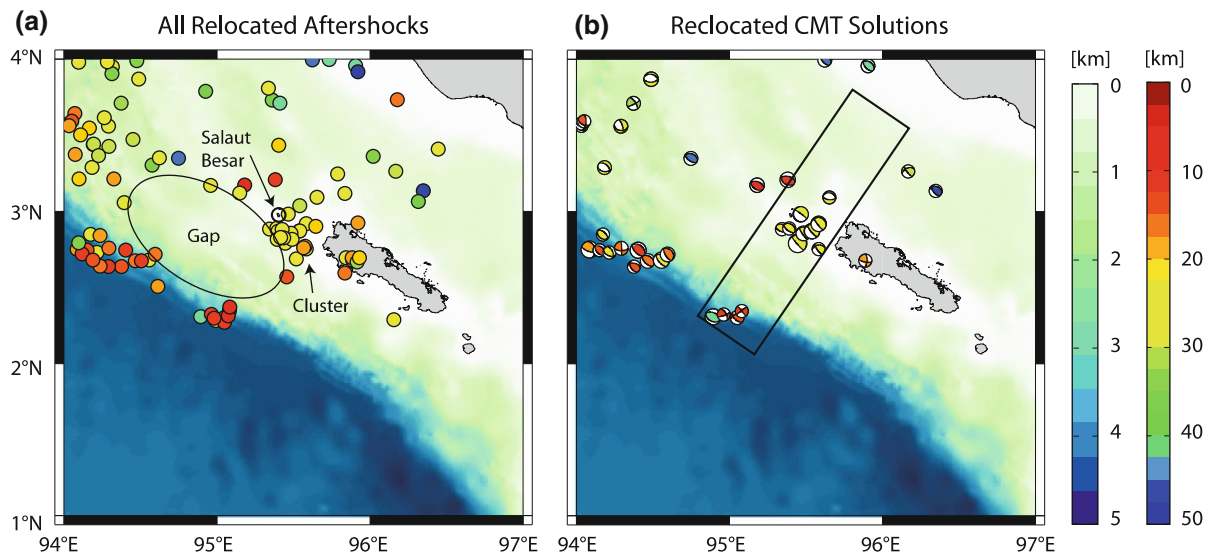 (a) All Relocated Aftershocks
(b) Reclocated CMT Solutions
4°N
3°N
2°N
1°N
94°E 95°E 96°E 97°E
94°E 95°E 96°E 97°E
Salaut
Besar
Gap
Cluster
[km]
0
1
2
3
4
5
[km]
0
10
20
30
40
50